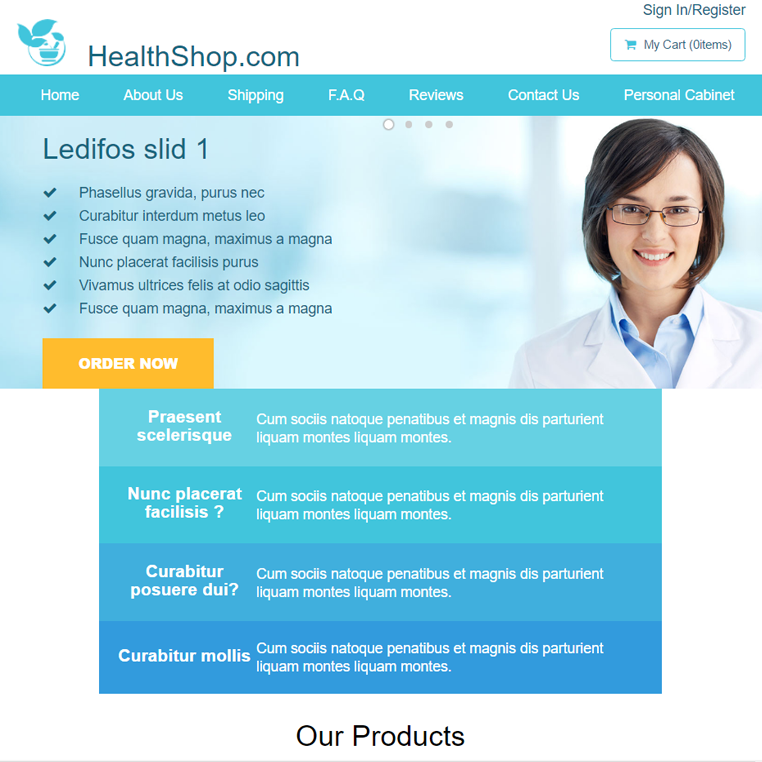 Sign In/Register
HealthShop.com
My Cart (0items)
Home About Us Shipping F.A.Q Reviews Contact Us Personal Cabinet
Ledifos slid 1
Phasellus gravida, purus nec
Curabitur interdum metus leo
Fusce quam magna, maximus a magna
Nunc placerat facilisis purus
Vivamus ultrices felis at odio sagittis
Fusce quam magna, maximus a magna
ORDER NOW
Praesent
scelerisque
Cum sociis natoque penatibus et magnis dis parturient
liquam montes liquam montes.
Nunc placerat
facilisis ?
Cum sociis natoque penatibus et magnis dis parturient
liquam montes liquam montes.
Curabitur
posuere dui?
Cum sociis natoque penatibus et magnis dis parturient
liquam montes liquam montes.
Curabitur mollis
Cum sociis natoque penatibus et magnis dis parturient
liquam montes liquam montes.
Our Products